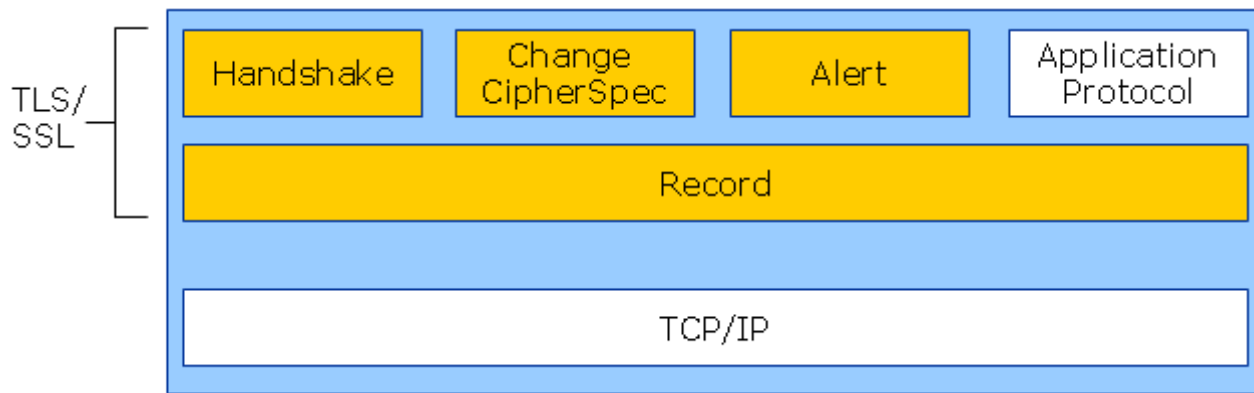 TLS/
SSL
Handshake
Change
CipherSpec
Alert
Application
Protocol
Record
TCP/IP